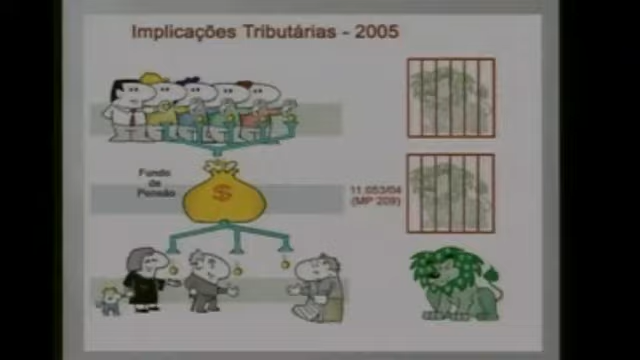 Implicações Tributárias - 2005
Fundo
de
Pensão
$
11.053/04
(MP 209)